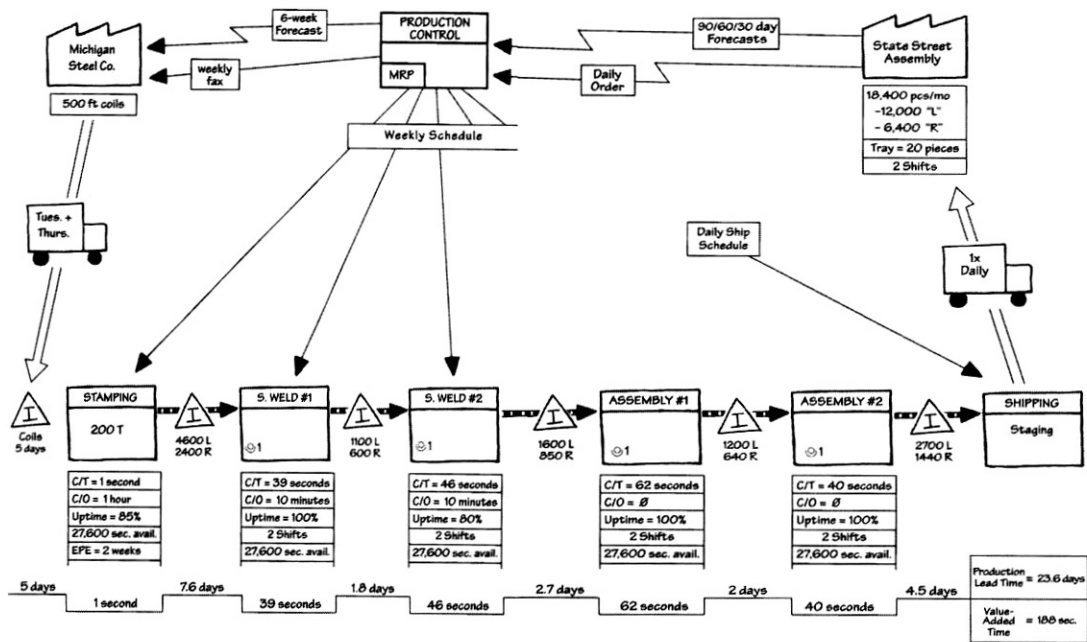 Michigan
Steel Co.
6-week
Forecast
PRODUCTION
CONTROL
MRP
90/60/30 day
Forecasts
State Street
Assembly
weekly
fax
Daily
Order
500 ft coils
Weekly Schedule
18,400 pcs/mo
-12,000 "L"
- 6,400 "R"
Tray = 20 pieces
2 Shifts
Tues. +
Thurs.
Daily Ship
Schedule
1x
Daily
I
Coils
5 days
STAMPING
200 T
I
4600 L
2400 R
S. WELD #1
1
I
1100 L
600 R
S. WELD #2
1
I
1600 L
850 R
ASSEMBLY #1
1
I
1200 L
640 R
ASSEMBLY #2
1
I
2700 L
1440 R
SHIPPING
Staging
C/T = 1 second
C/O = 1 hour
Uptime = 85%
27,600 sec. avail.
EPE = 2 weeks
C/T = 39 seconds
C/O = 10 minutes
Uptime = 100%
2 Shifts
27,600 sec. avail.
C/T = 46 seconds
C/O = 10 minutes
Uptime = 80%
2 Shifts
27,600 sec. avail.
C/T = 62 seconds
C/O = Ø
Uptime = 100%
2 Shifts
27,600 sec. avail.
C/T = 40 seconds
C/O = Ø
Uptime = 100%
2 Shifts
27,600 sec. avail.
5 days
1 second
7.6 days
39 seconds
1.8 days
46 seconds
2.7 days
62 seconds
2 days
40 seconds
4.5 days
Production
Lead Time = 23.6 days
Value-
Added = 188 sec.
Time